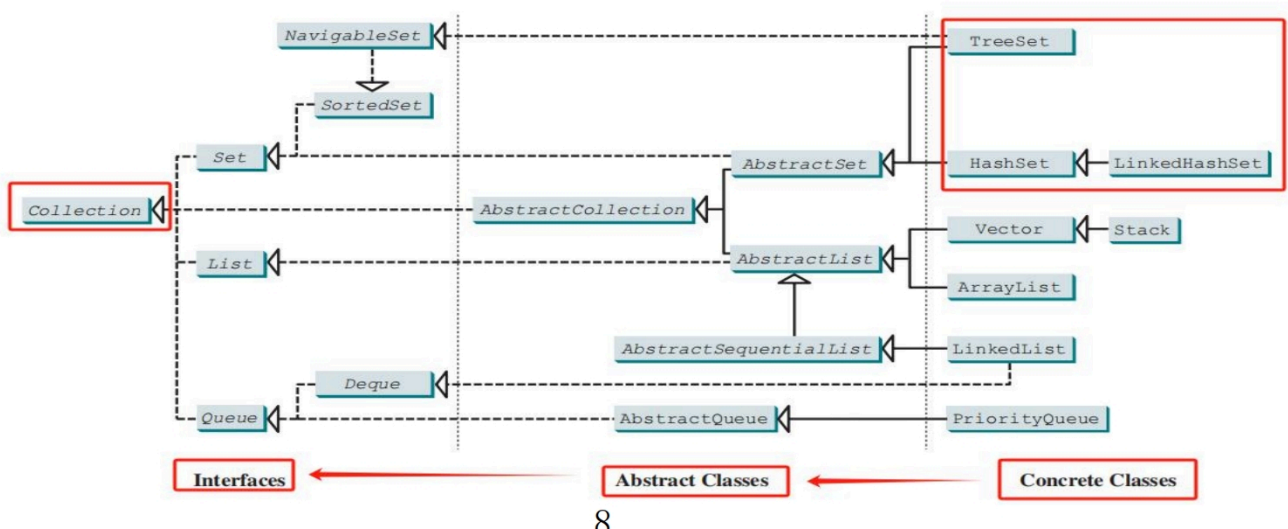 NavigableSet
TreeSet
SortedSet
Set
AbstractSet
HashSet
LinkedHashSet
Collection
AbstractCollection
Vector
Stack
List
AbstractList
ArrayList
AbstractSequentialList
LinkedList
Deque
Queue
AbstractQueue
PriorityQueue
Interfaces
Abstract Classes
Concrete Classes
8